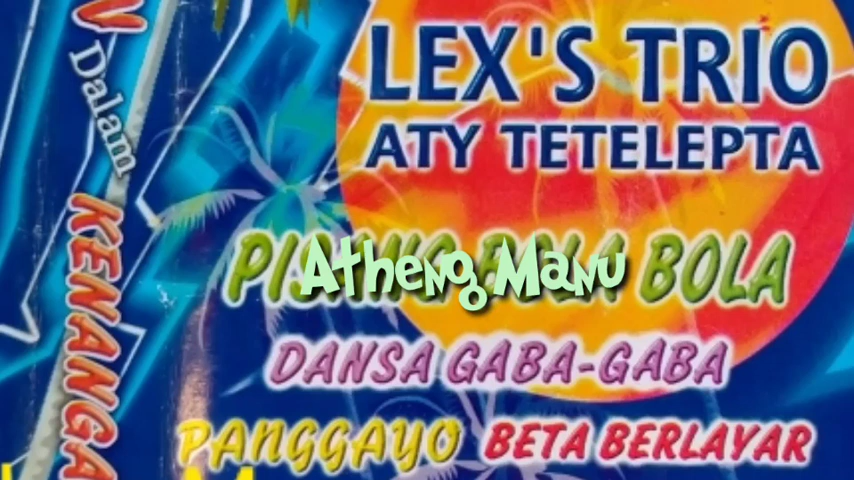 Dalam
KENANGA
LEX'S TRIO
ATY TETELEPTA
Atheng Manu
BOLA
DANSA GABA-GABA
PANGGAYO BETA BERLAYAR